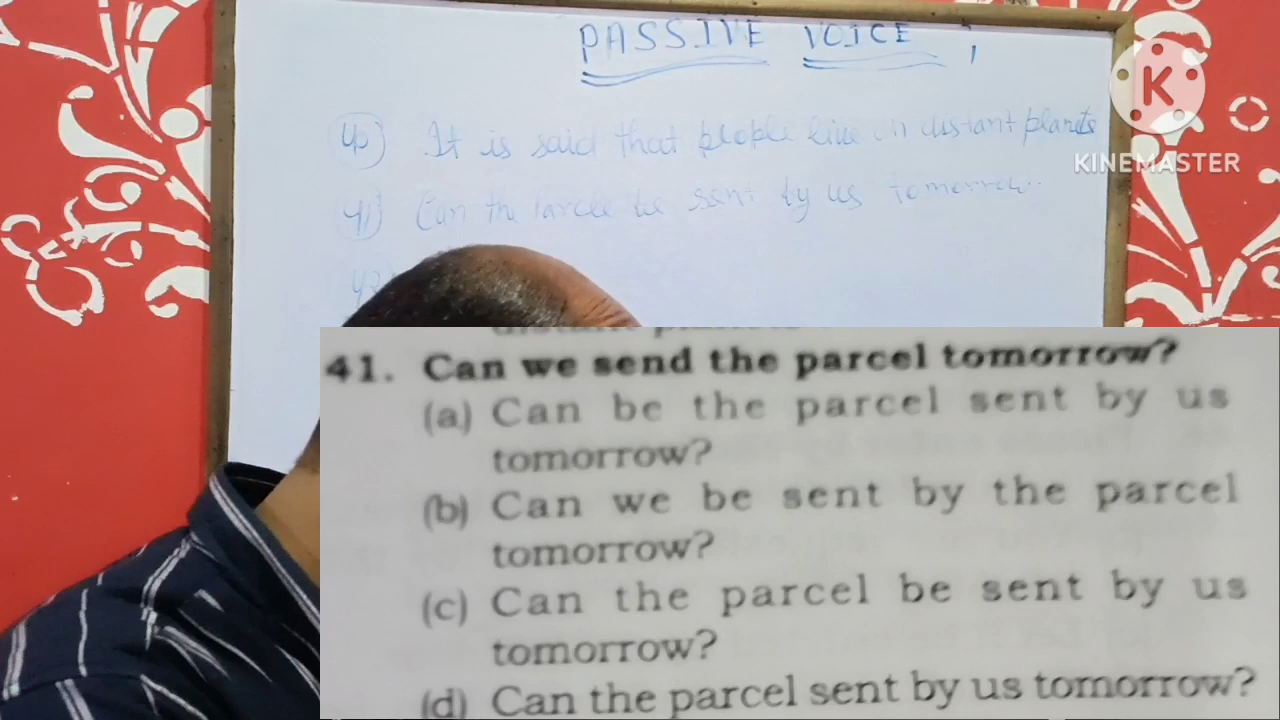 PASSIVE VOICE ;
40) It is said that people live on distant planets
K
KINEMASTER
41) Can the parcel be sent by us tomorrow.
41. Can we send the parcel tomorrow?
(a) Can be the parcel sent by us
tomorrow?
(b) Can we be sent by the parcel
tomorrow?
(c) Can the parcel be sent by us
tomorrow?
(d) Can the parcel sent by us tomorrow?